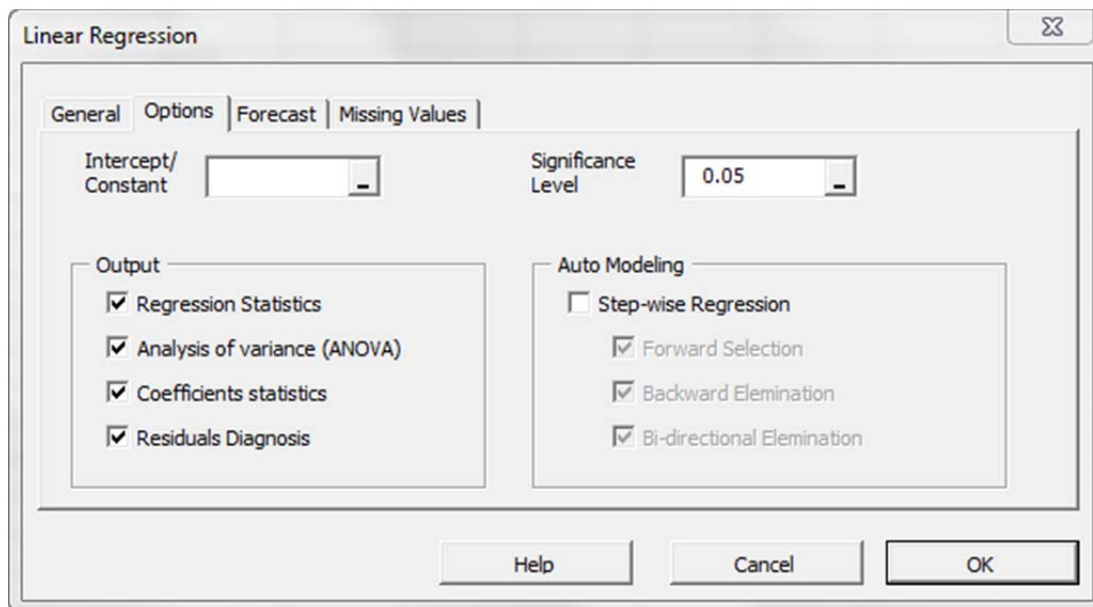 Linear Regression
General Options Forecast Missing Values
Intercept/
Constant
Significance
Level
0.05
Output
Regression Statistics
Analysis of variance (ANOVA)
Coefficients statistics
Residuals Diagnosis
Auto Modeling
Step-wise Regression
Forward Selection
Backward Elemination
Bi-directional Elemination
Help Cancel OK